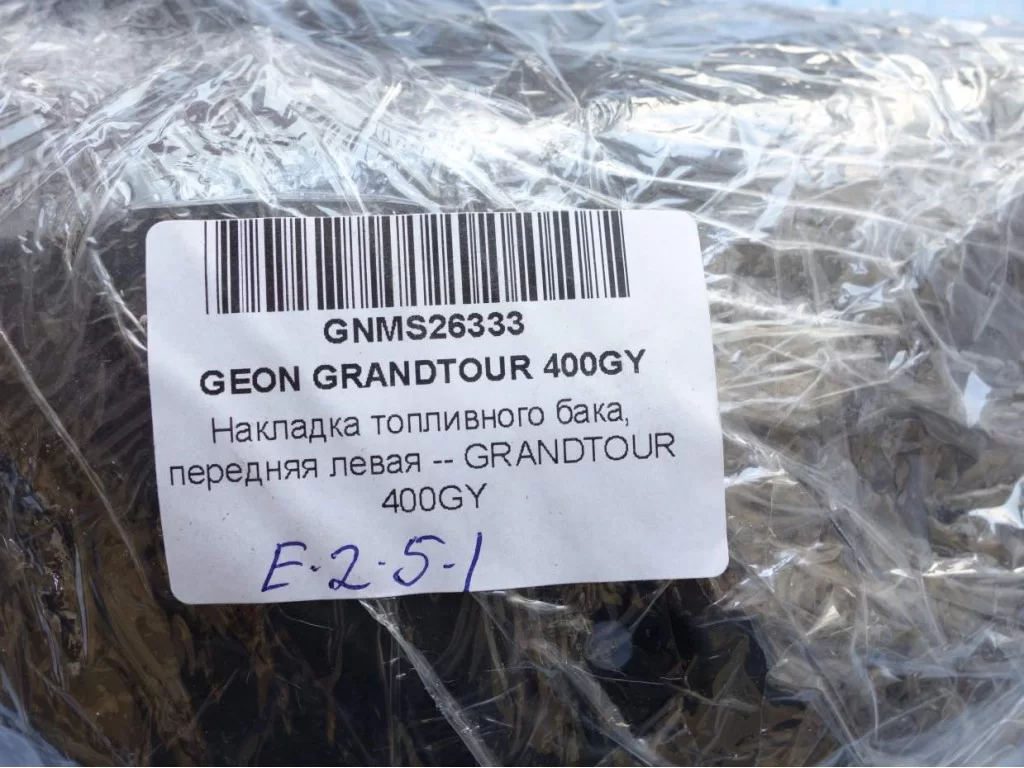 GNMS26333
GEON GRANDTOUR 400GY
Накладка топливного бака,
передняя левая -- GRANDTOUR
400GY
E-2-5-1